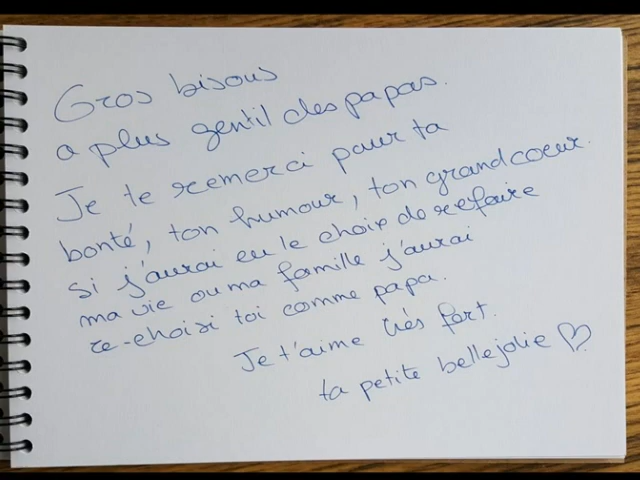 Gros bisous
a plus gentil des papas.
Je te remerci pour ta
bonté, ton humour, ton grand coeur.
si j'aurai eu le choix de refaire
ma vie ou ma famille j'aurai
re-choisi toi comme papa.
Je t'aime très fort.
ta petite bellejolie ♡